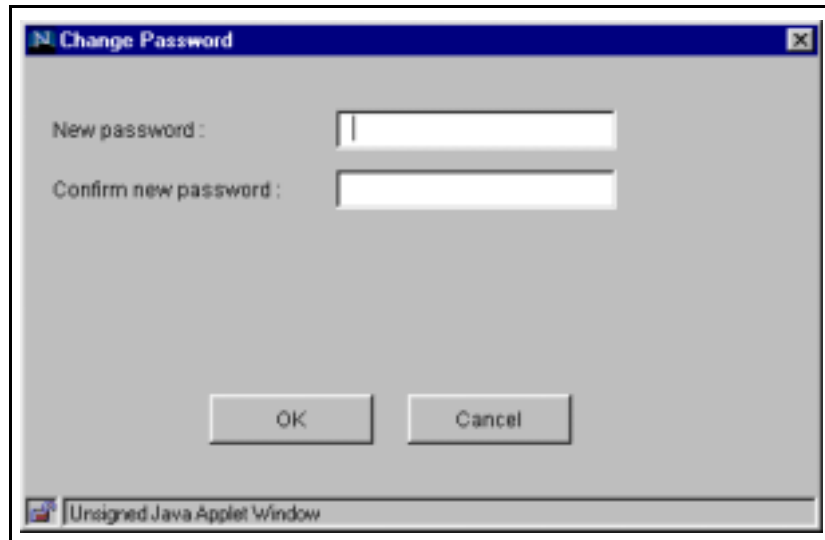 Change Password
New password :
Confirm new password :
OK Cancel
Unsigned Java Applet Window